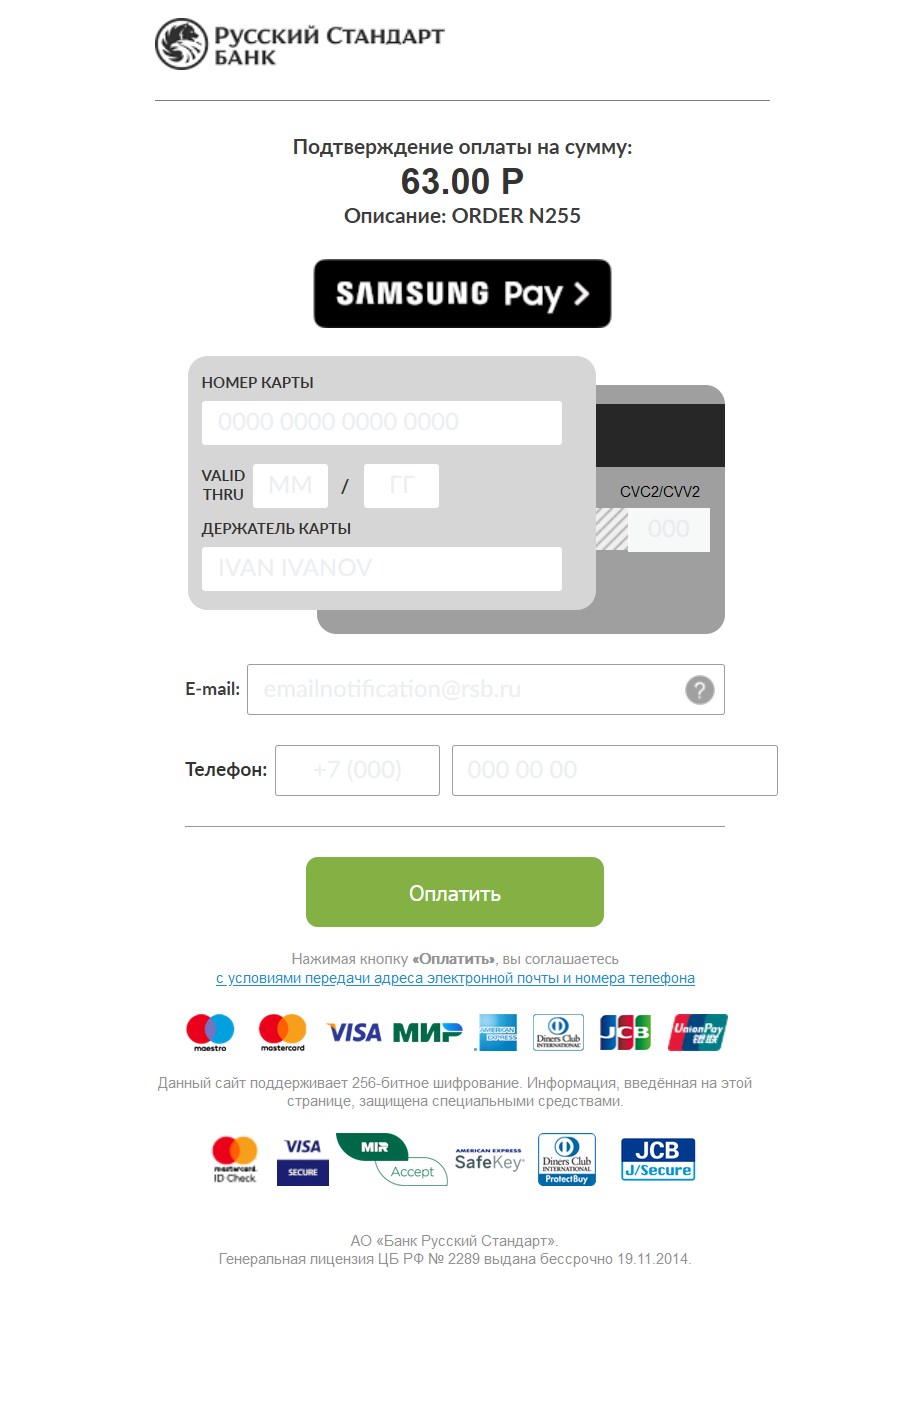 Русский Стандарт
Банк
Подтверждение оплаты на сумму:
63.00 Р
Описание: ORDER N255
SAMSUNG Pay >
НОМЕР КАРТЫ
0000 0000 0000 0000
VALID
THRU
ММ / ГГ
CVC2/CVV2
000
ДЕРЖАТЕЛЬ КАРТЫ
IVAN IVANOV
E-mail: emailnotification@rsb.ru ?
Телефон: +7 (000) 000 00 00
Оплатить
Нажимая кнопку «Оплатить», вы соглашаетесь
с условиями передачи адреса электронной почты и номера телефона
maestro mastercard VISA МИР AMERICAN EXPRESS Diners Club INTERNATIONAL JCB UnionPay 银联
Данный сайт поддерживает 256-битное шифрование. Информация, введённая на этой
странице, защищена специальными средствами.
mastercard ID Check VISA SECURE MIR Accept AMERICAN EXPRESS SafeKey Diners Club INTERNATIONAL ProtectBuy JCB J/Secure
АО «Банк Русский Стандарт».
Генеральная лицензия ЦБ РФ № 2289 выдана бессрочно 19.11.2014.